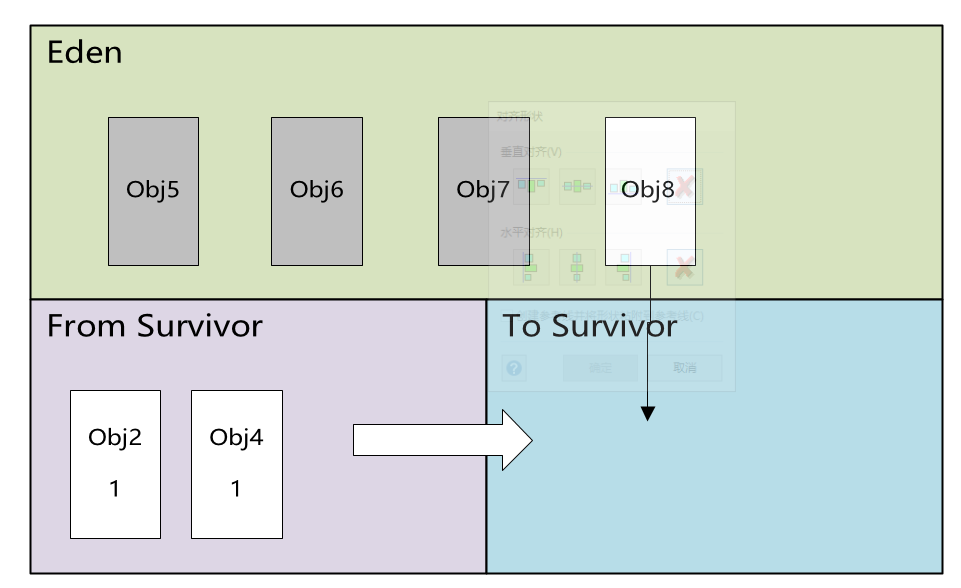 Eden
对齐形状
垂直对齐(V)
Obj5
Obj6
Obj7
Obj8
水平对齐(H)
From Survivor
To Survivor
?
确定
取消
Obj2
1
Obj4
1